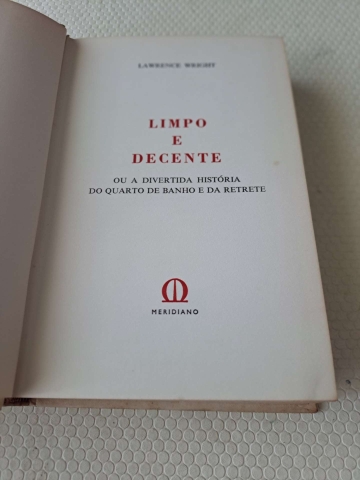 LAWRENCE WRIGHT
LIMPO
E
DECENTE
OU A DIVERTIDA HISTÓRIA
DO QUARTO DE BANHO E DA RETRETE
MERIDIANO